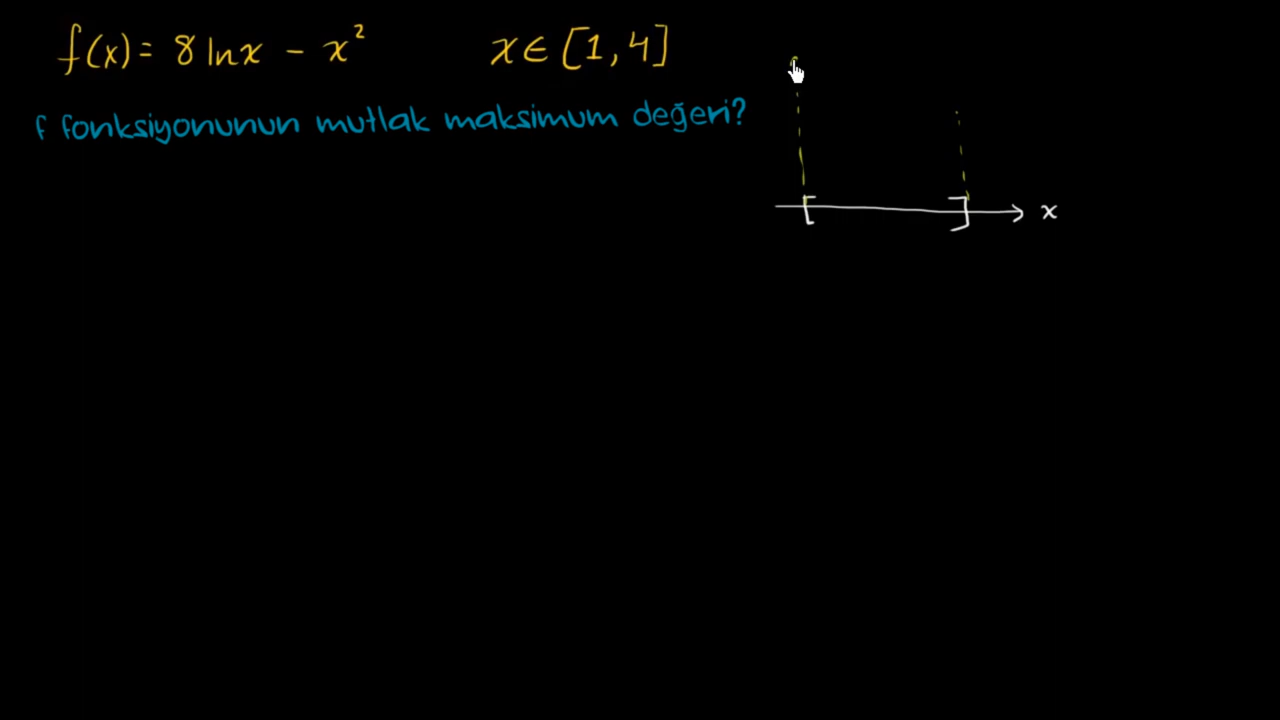 f(x) = 8 ln x - x² x ∈ [1, 4]
f fonksiyonunun mutlak maksimum değeri?
x